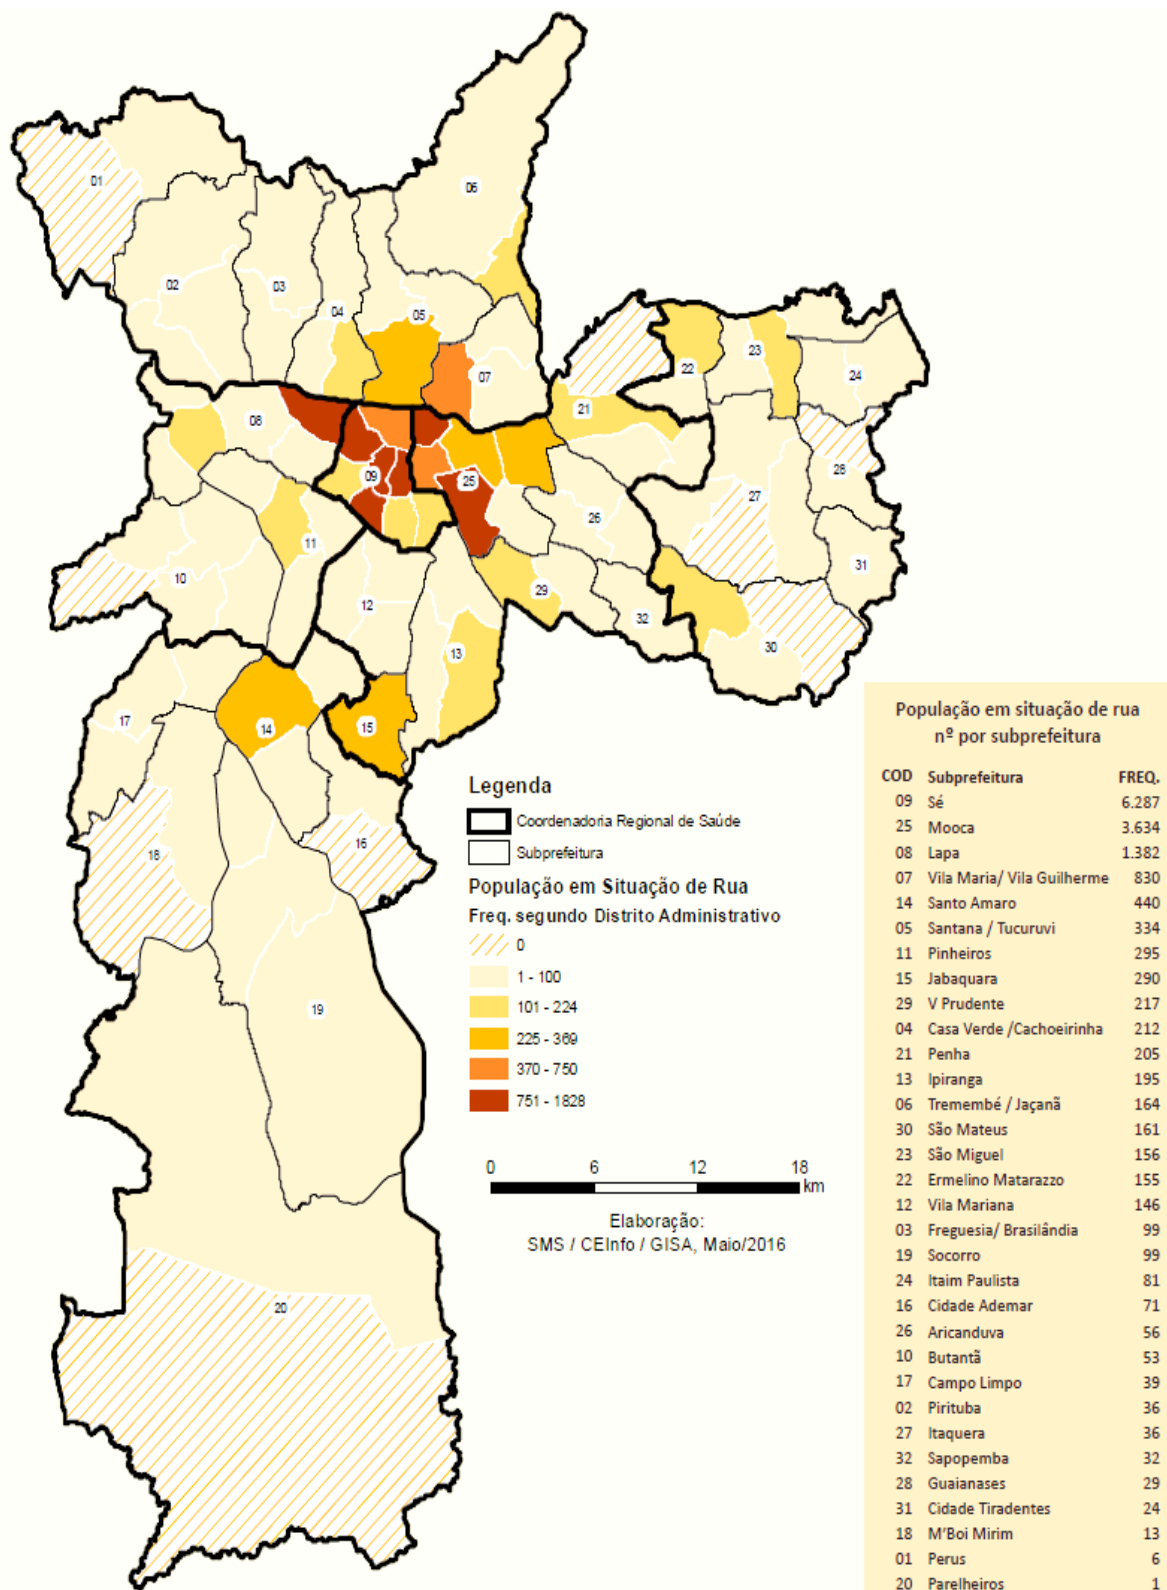 01
06
02
03
04
05
07
22
23
24
21
08
09
25
28
27
26
11
10
12
29
31
32
13
30
17
14
15
18
16
19
20
Legenda
Coordenadoria Regional de Saúde
Subprefeitura
População em Situação de Rua
Freq. segundo Distrito Administrativo
0
1 - 100
101 - 224
225 - 369
370 - 750
751 - 1828
0 6 12 18
km
Elaboração:
SMS / CEInfo / GISA, Maio/2016
População em situação de rua
nº por subprefeitura
COD Subprefeitura FREQ.
09 Sé 6.287
25 Mooca 3.634
08 Lapa 1.382
07 Vila Maria/ Vila Guilherme 830
14 Santo Amaro 440
05 Santana / Tucuruvi 334
11 Pinheiros 295
15 Jabaquara 290
29 V Prudente 217
04 Casa Verde /Cachoeirinha 212
21 Penha 205
13 Ipiranga 195
06 Tremembé / Jaçanã 164
30 São Mateus 161
23 São Miguel 156
22 Ermelino Matarazzo 155
12 Vila Mariana 146
03 Freguesia/ Brasilândia 99
19 Socorro 99
24 Itaim Paulista 81
16 Cidade Ademar 71
26 Aricanduva 56
10 Butantã 53
17 Campo Limpo 39
02 Pirituba 36
27 Itaquera 36
32 Sapopemba 32
28 Guaianases 29
31 Cidade Tiradentes 24
18 M'Boi Mirim 13
01 Perus 6
20 Parelheiros 1